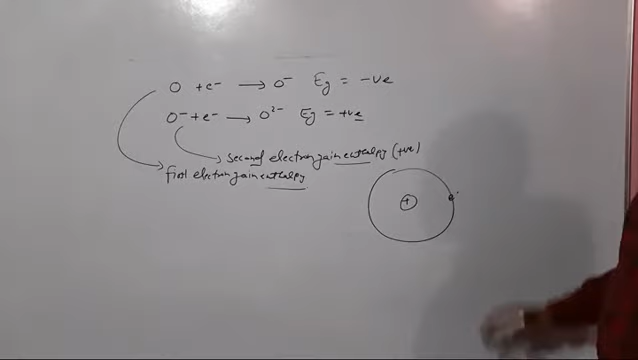 O + e⁻ → O⁻ Eg = -ve
O⁻ + e⁻ → O²⁻ Eg = +ve
second electron gain enthalpy (+ve)
first electron gain enthalpy
+